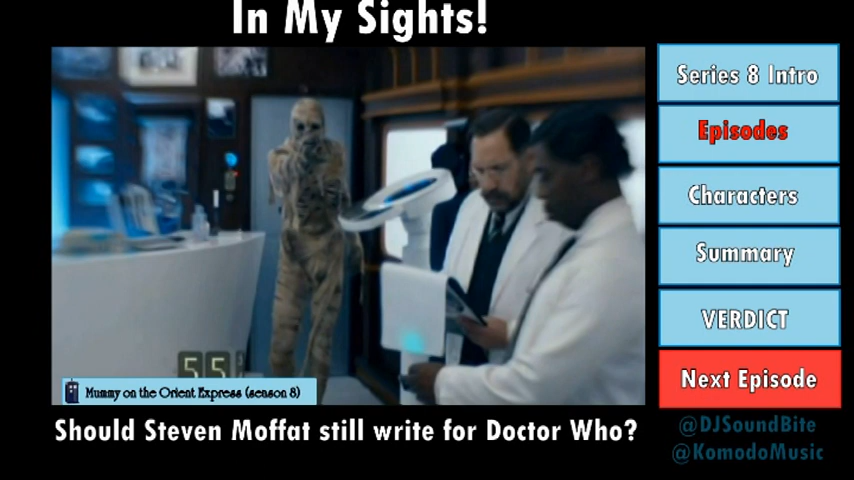 In My Sights!
Series 8 Intro
Episodes
Characters
Summary
VERDICT
Next Episode
55
Mummy on the Orient Express (season 8)
Should Steven Moffat still write for Doctor Who?
@DJSoundBite
@KomodoMusic